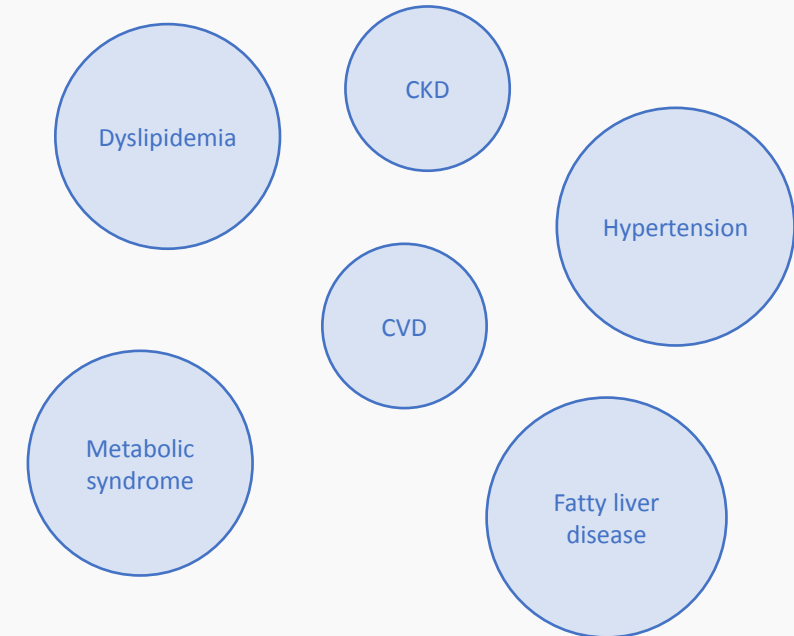 CKD
Dyslipidemia
Hypertension
CVD
Metabolic
syndrome
Fatty liver
disease